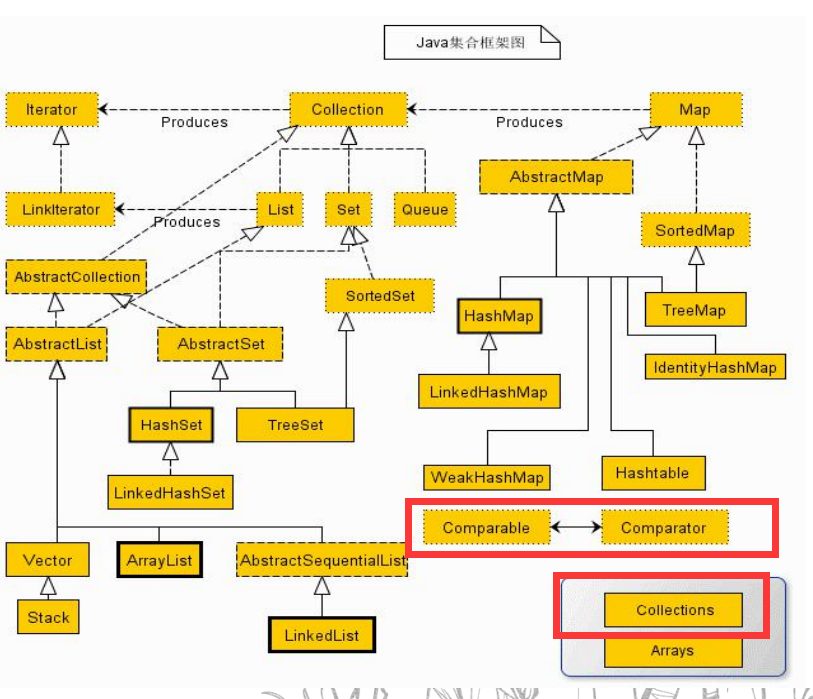 Java集合框架图
Iterator
Produces
Collection
Produces
Map
AbstractMap
LinkIterator
Produces
List
Set
Queue
SortedMap
AbstractCollection
SortedSet
HashMap
TreeMap
AbstractList
AbstractSet
IdentityHashMap
LinkedHashMap
HashSet
TreeSet
WeakHashMap
Hashtable
LinkedHashSet
Comparable
Comparator
Vector
ArrayList
AbstractSequentialList
Collections
Stack
LinkedList
Arrays